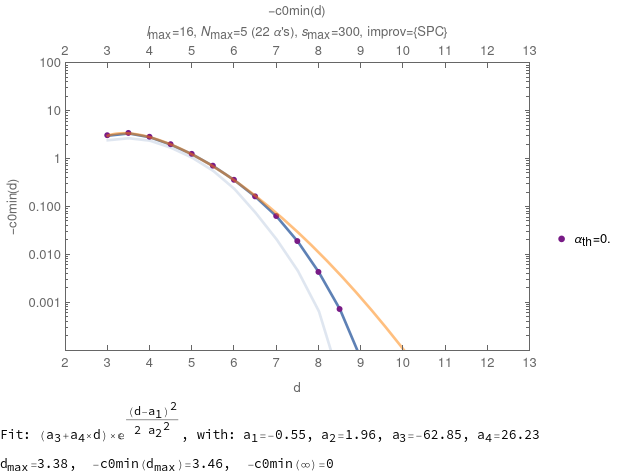 −c0min(d)
lmax=16, Nmax=5 (22 α's), smax=300, improv={SPC}
2 3 4 5 6 7 8 9 10 11 12 13
100
10
1
0.100
0.010
0.001
−c0min(d)
αth=0.
2 3 4 5 6 7 8 9 10 11 12 13
d
Fit: (a3+a4×d)×e^((d−a1)^2/(2 a2^2)), with: a1=−0.55, a2=1.96, a3=−62.85, a4=26.23
dmax=3.38, −c0min(dmax)=3.46, −c0min(∞)=0